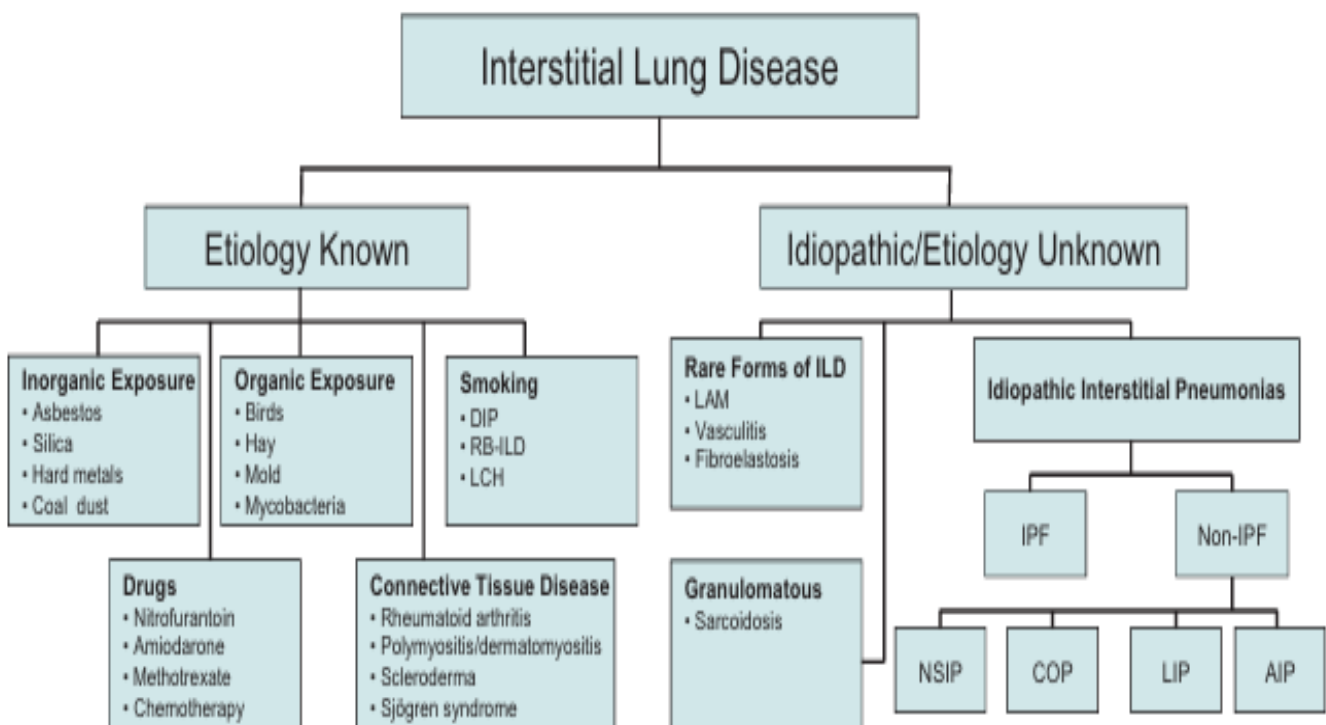 Interstitial Lung Disease
Etiology Known
Idiopathic/Etiology Unknown
Inorganic Exposure
• Asbestos
• Silica
• Hard metals
• Coal dust
Organic Exposure
• Birds
• Hay
• Mold
• Mycobacteria
Smoking
• DIP
• RB-ILD
• LCH
Drugs
• Nitrofurantoin
• Amiodarone
• Methotrexate
• Chemotherapy
Connective Tissue Disease
• Rheumatoid arthritis
• Polymyositis/dermatomyositis
• Scleroderma
• Sjögren syndrome
Rare Forms of ILD
• LAM
• Vasculitis
• Fibroelastosis
Granulomatous
• Sarcoidosis
Idiopathic Interstitial Pneumonias
IPF
Non-IPF
NSIP
COP
LIP
AIP